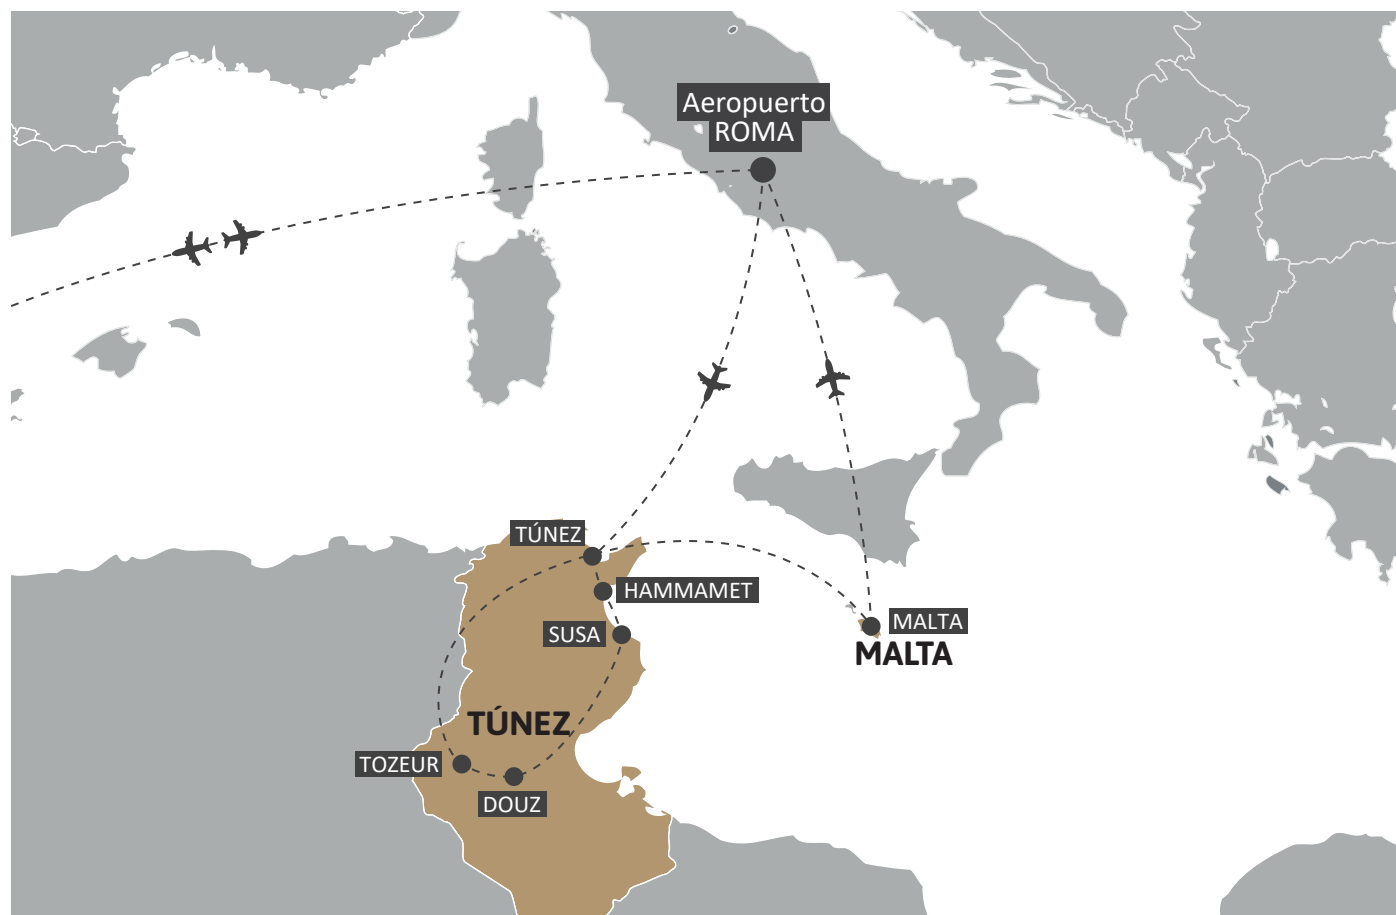 Aeropuerto
ROMA
TÚNEZ
HAMMAMET
SUSA
MALTA
MALTA
TÚNEZ
TOZEUR
DOUZ